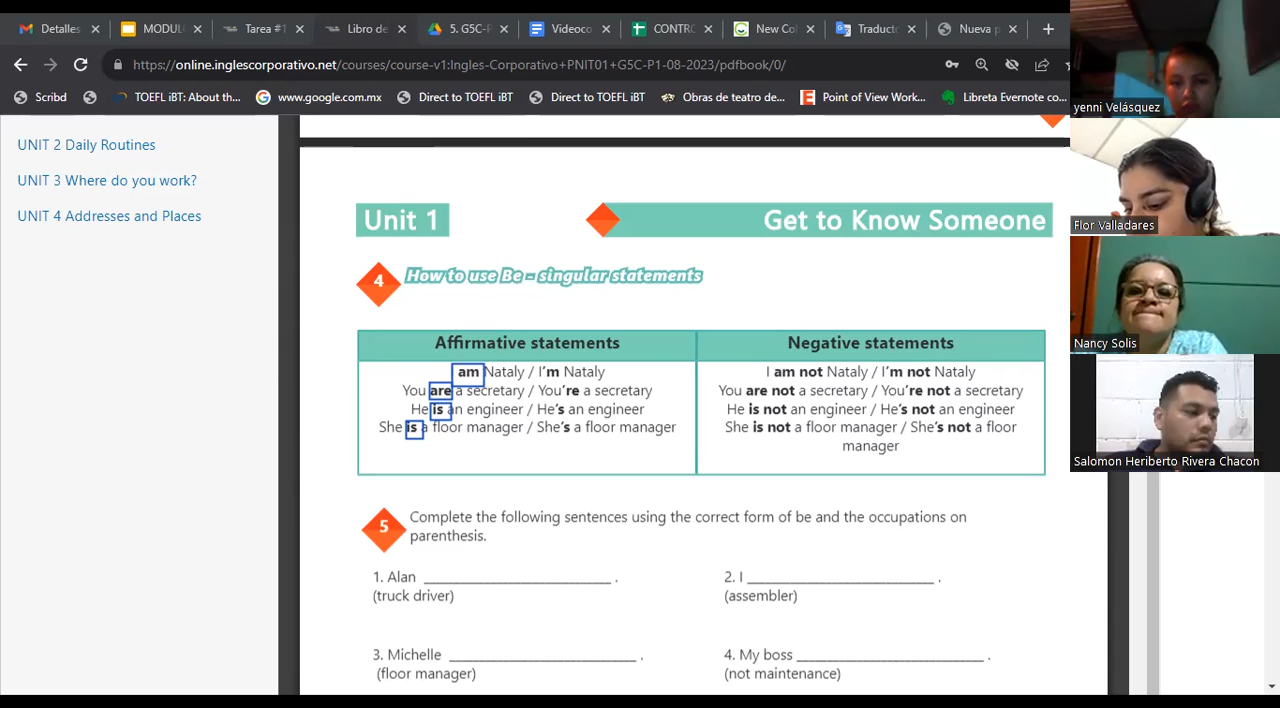 Detalles
MODUL
Tarea #1
Libro de
5. G5C-P
Videoco
CONTRO
New Col
Traducto
Nueva p
https://online.inglescorporativo.net/courses/course-v1:Ingles-Corporativo+PNIT01+G5C-P1-08-2023/pdfbook/0/
Scribd
TOEFL iBT: About th...
www.google.com.mx
Direct to TOEFL iBT
Direct to TOEFL iBT
Obras de teatro de...
Point of View Work...
Libreta Evernote co...
yenni Velásquez
Flor Valladares
Nancy Solis
Salomon Heriberto Rivera Chacon
UNIT 2 Daily Routines
UNIT 3 Where do you work?
UNIT 4 Addresses and Places
Unit 1
Get to Know Someone
4
How to use Be - singular statements
Affirmative statements
am Nataly / I'm Nataly
You are a secretary / You're a secretary
He is an engineer / He's an engineer
She is a floor manager / She's a floor manager
Negative statements
I am not Nataly / I'm not Nataly
You are not a secretary / You're not a secretary
He is not an engineer / He's not an engineer
She is not a floor manager / She's not a floor
manager
5
Complete the following sentences using the correct form of be and the occupations on
parenthesis.
1. Alan ________________________ .
(truck driver)
2. I ________________________ .
(assembler)
3. Michelle ________________________ .
(floor manager)
4. My boss ________________________ .
(not maintenance)